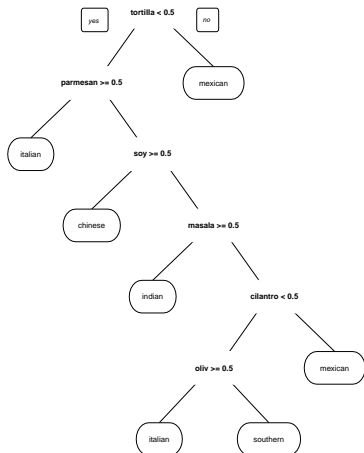 yes
tortilla < 0.5
no
parmesan >= 0.5
mexican
italian
soy >= 0.5
chinese
masala >= 0.5
indian
cilantro < 0.5
oliv >= 0.5
mexican
italian
southern